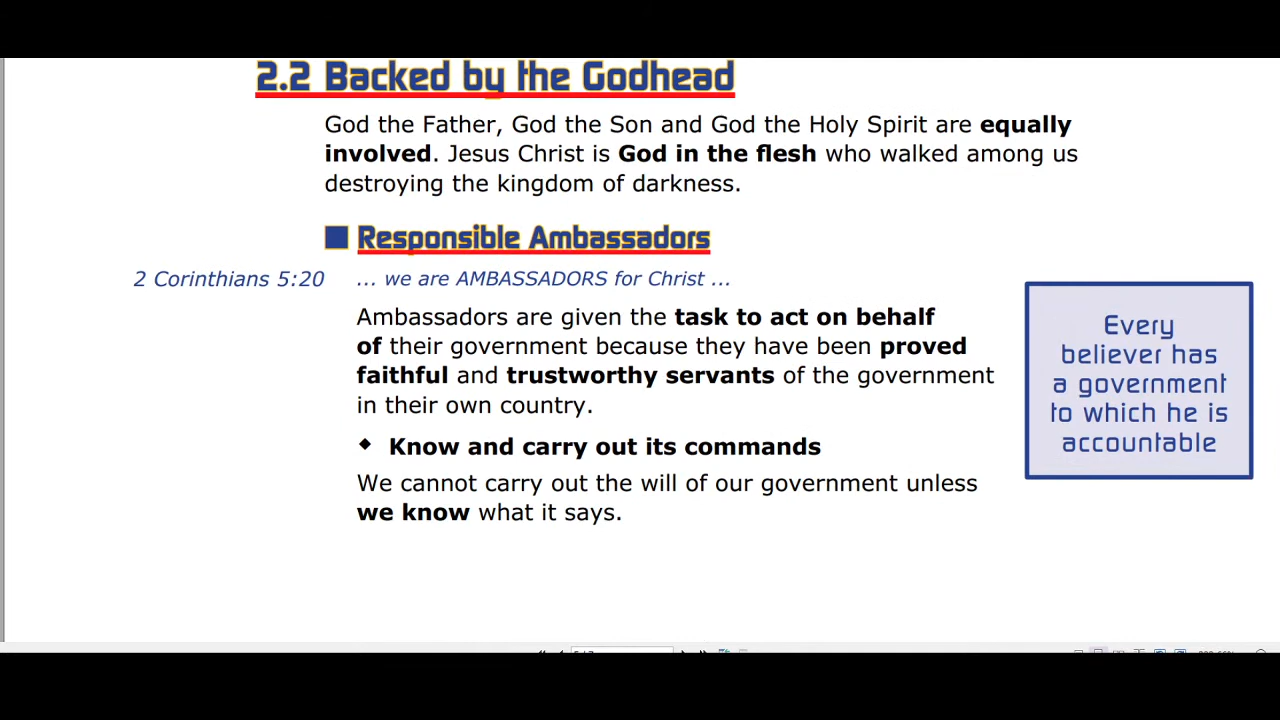 2.2 Backed by the Godhead
God the Father, God the Son and God the Holy Spirit are equally
involved. Jesus Christ is God in the flesh who walked among us
destroying the kingdom of darkness.
Responsible Ambassadors
2 Corinthians 5:20
... we are AMBASSADORS for Christ ...
Ambassadors are given the task to act on behalf
of their government because they have been proved
faithful and trustworthy servants of the government
in their own country.
Know and carry out its commands
We cannot carry out the will of our government unless
we know what it says.
Every
believer has
a government
to which he is
accountable